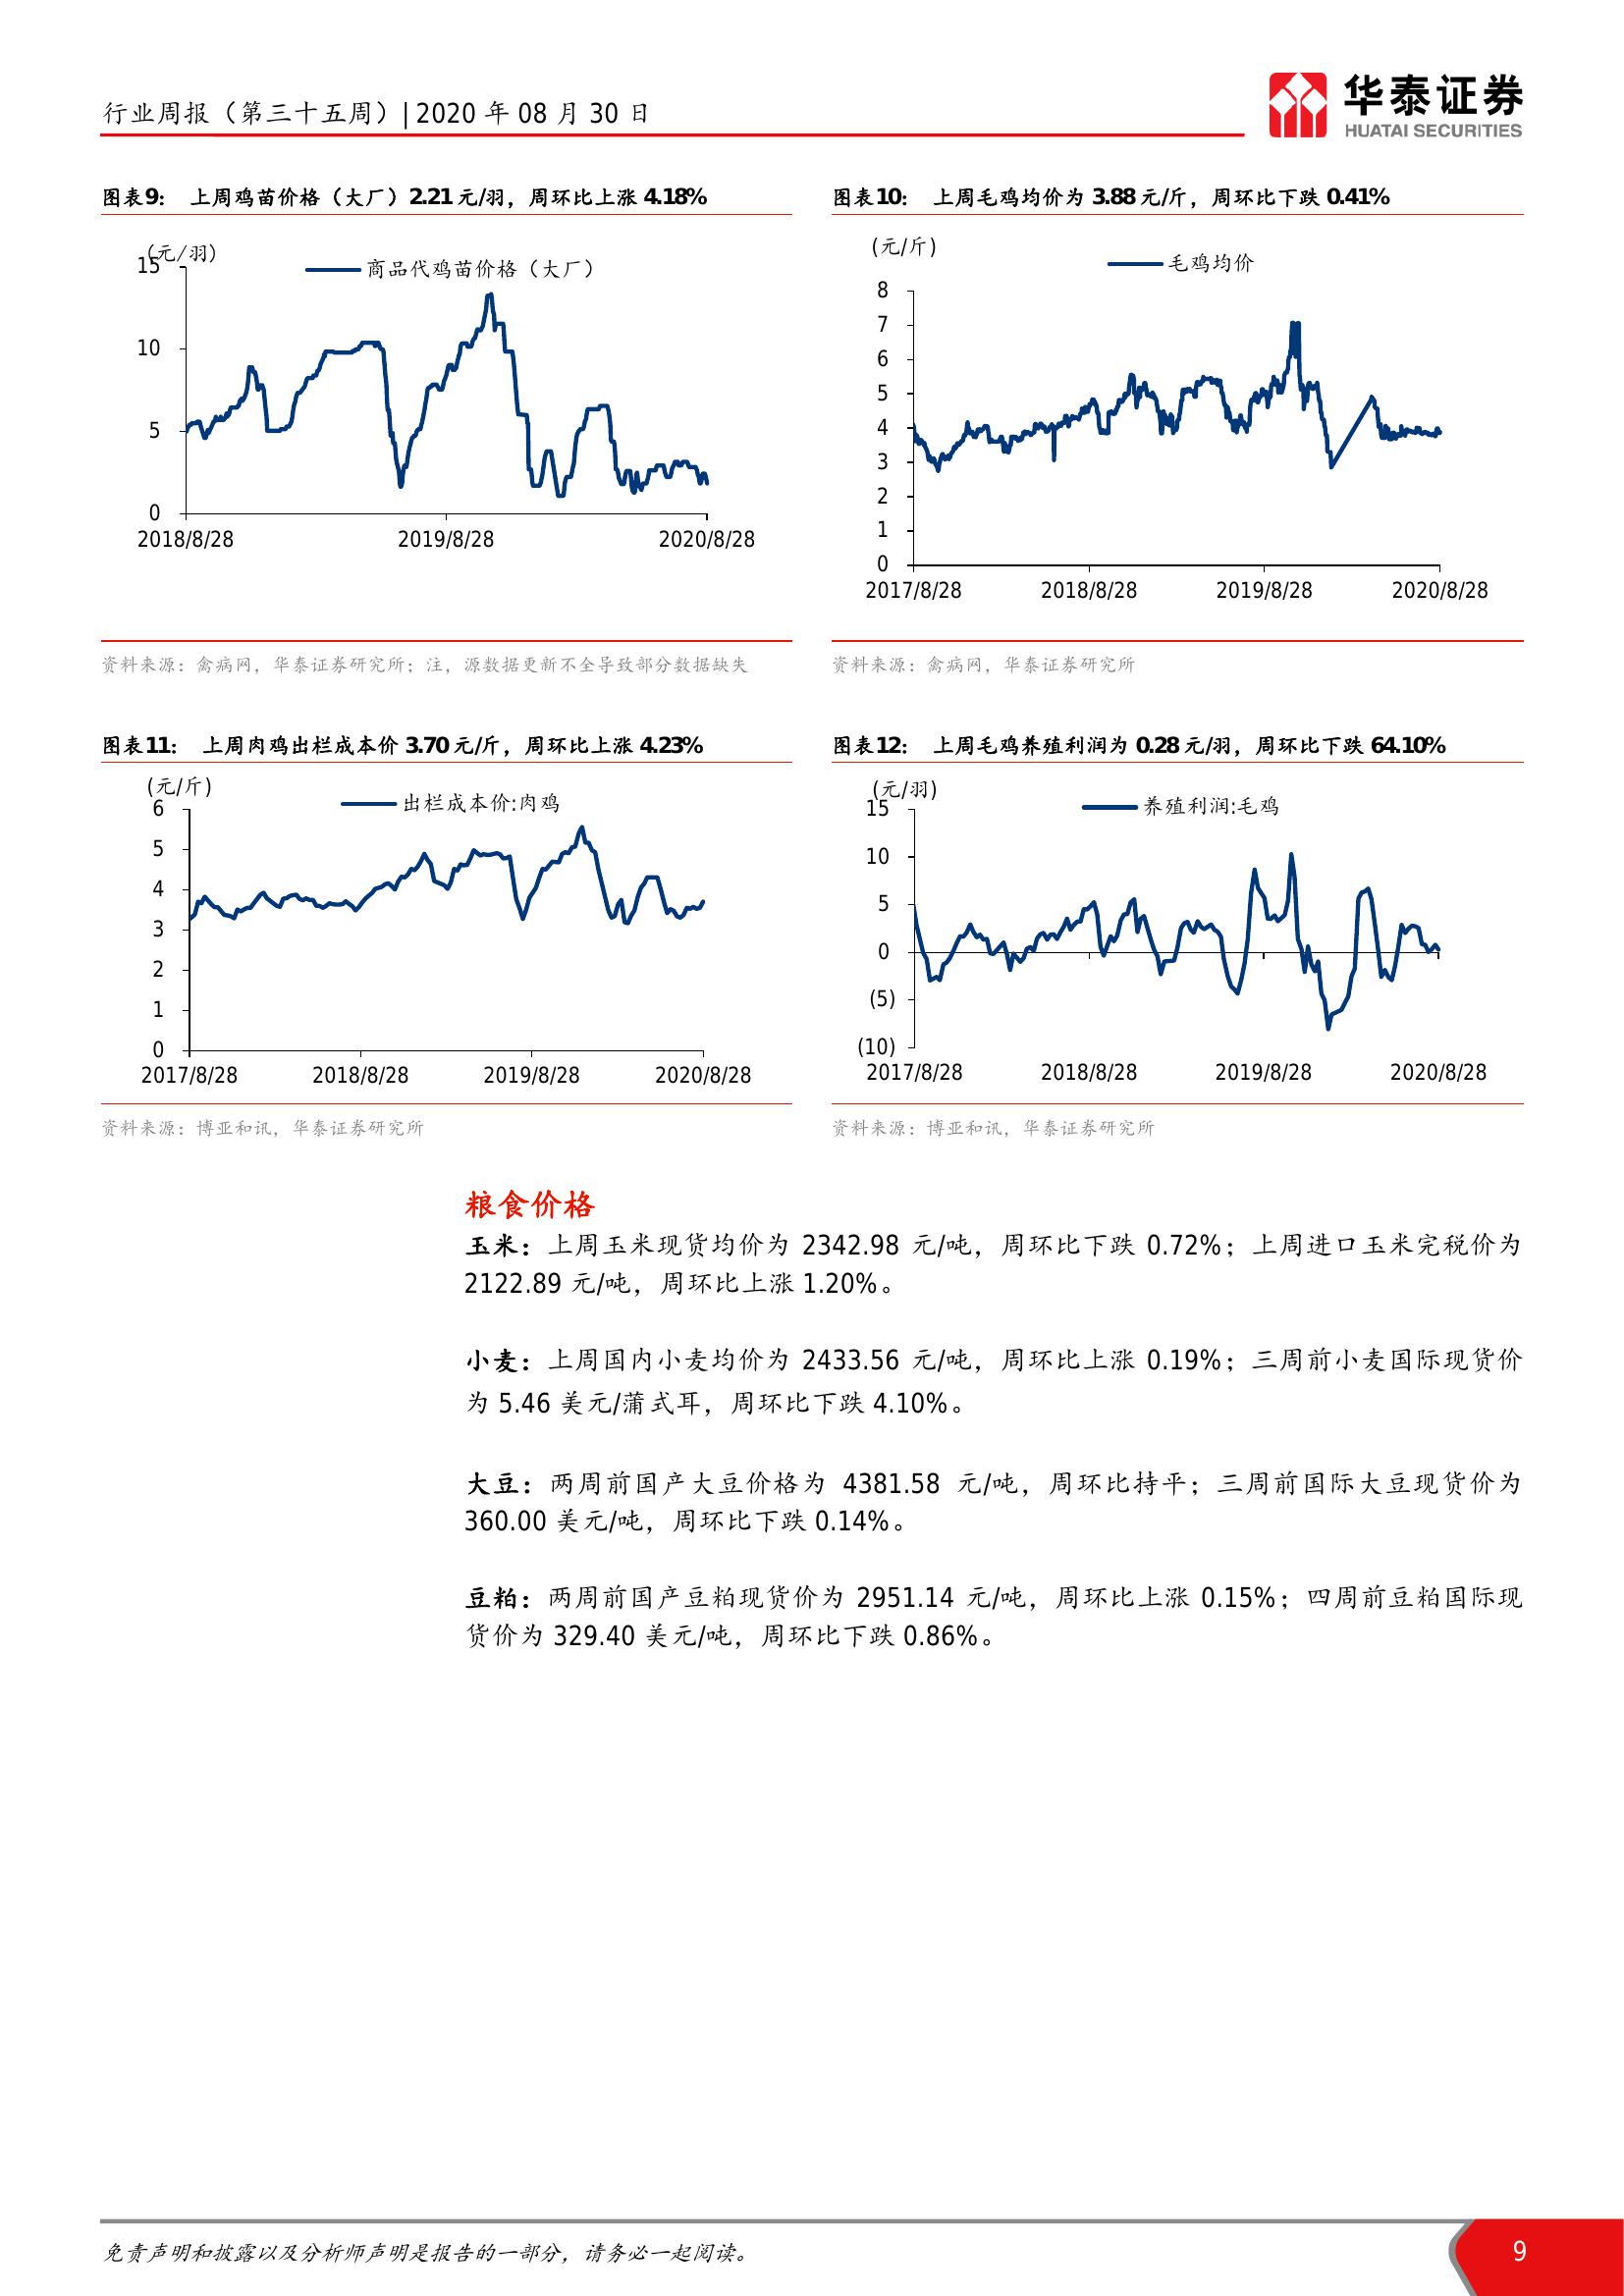 行业周报（第三十五周）| 2020 年 08 月 30 日
华泰证券
HUATAI SECURITIES
图表9： 上周鸡苗价格（大厂）2.21 元/羽，周环比上涨 4.18%
（元/羽）
商品代鸡苗价格（大厂）
15
10
5
0
2018/8/28 2019/8/28 2020/8/28
资料来源：禽病网，华泰证券研究所；注，源数据更新不全导致部分数据缺失
图表10： 上周毛鸡均价为 3.88 元/斤，周环比下跌 0.41%
(元/斤)
毛鸡均价
8
7
6
5
4
3
2
1
0
2017/8/28 2018/8/28 2019/8/28 2020/8/28
资料来源：禽病网，华泰证券研究所
图表11： 上周肉鸡出栏成本价 3.70 元/斤，周环比上涨 4.23%
(元/斤)
出栏成本价:肉鸡
6
5
4
3
2
1
0
2017/8/28 2018/8/28 2019/8/28 2020/8/28
资料来源：博亚和讯，华泰证券研究所
图表12： 上周毛鸡养殖利润为 0.28 元/羽，周环比下跌 64.10%
(元/羽)
养殖利润:毛鸡
15
10
5
0
(5)
(10)
2017/8/28 2018/8/28 2019/8/28 2020/8/28
资料来源：博亚和讯，华泰证券研究所
粮食价格
玉米：上周玉米现货均价为 2342.98 元/吨，周环比下跌 0.72%；上周进口玉米完税价为
2122.89 元/吨，周环比上涨 1.20%。
小麦：上周国内小麦均价为 2433.56 元/吨，周环比上涨 0.19%；三周前小麦国际现货价
为 5.46 美元/蒲式耳，周环比下跌 4.10%。
大豆：两周前国产大豆价格为 4381.58 元/吨，周环比持平；三周前国际大豆现货价为
360.00 美元/吨，周环比下跌 0.14%。
豆粕：两周前国产豆粕现货价为 2951.14 元/吨，周环比上涨 0.15%；四周前豆粕国际现
货价为 329.40 美元/吨，周环比下跌 0.86%。
免责声明和披露以及分析师声明是报告的一部分，请务必一起阅读。
9